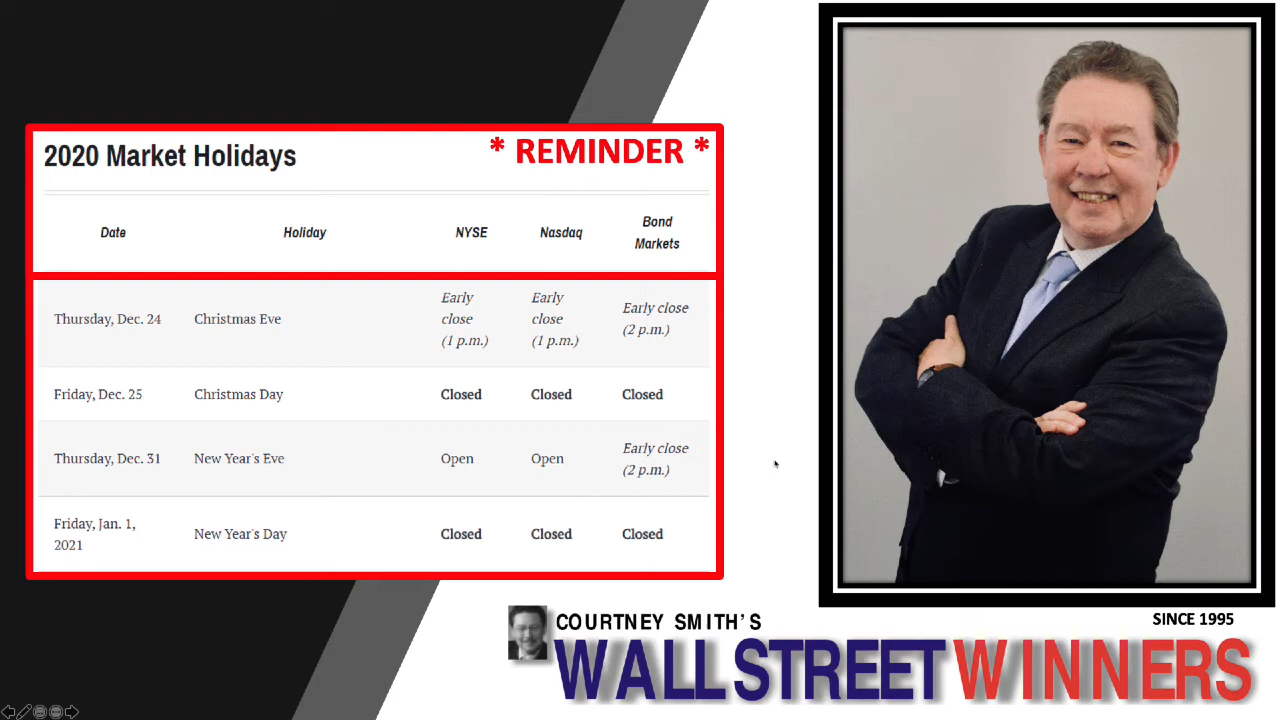 2020 Market Holidays
* REMINDER *
Date Holiday NYSE Nasdaq Bond Markets
Thursday, Dec. 24 Christmas Eve Early close (1 p.m.) Early close (1 p.m.) Early close (2 p.m.)
Friday, Dec. 25 Christmas Day Closed Closed Closed
Thursday, Dec. 31 New Year's Eve Open Open Early close (2 p.m.)
Friday, Jan. 1, 2021 New Year's Day Closed Closed Closed
COURTNEY SMITH'S
SINCE 1995
WALL STREET WINNERS